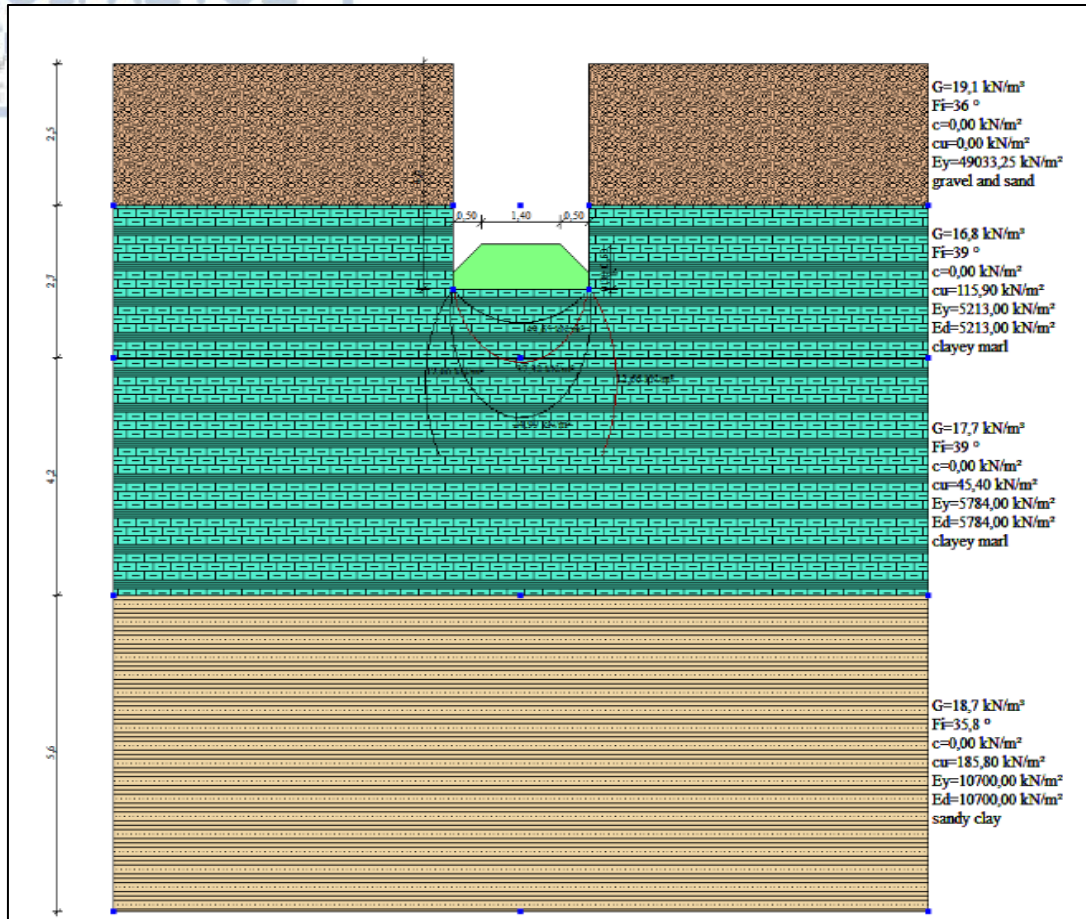 2,5
2,7
4,2
5,6
0,50 1,40 0,50
G=19,1 kN/m³
Fi=36 °
c=0,00 kN/m²
cu=0,00 kN/m²
Ey=49033,25 kN/m²
gravel and sand
G=16,8 kN/m³
Fi=39 °
c=0,00 kN/m²
cu=115,90 kN/m²
Ey=5213,00 kN/m²
Ed=5213,00 kN/m²
clayey marl
G=17,7 kN/m³
Fi=39 °
c=0,00 kN/m²
cu=45,40 kN/m²
Ey=5784,00 kN/m²
Ed=5784,00 kN/m²
clayey marl
G=18,7 kN/m³
Fi=35,8 °
c=0,00 kN/m²
cu=185,80 kN/m²
Ey=10700,00 kN/m²
Ed=10700,00 kN/m²
sandy clay